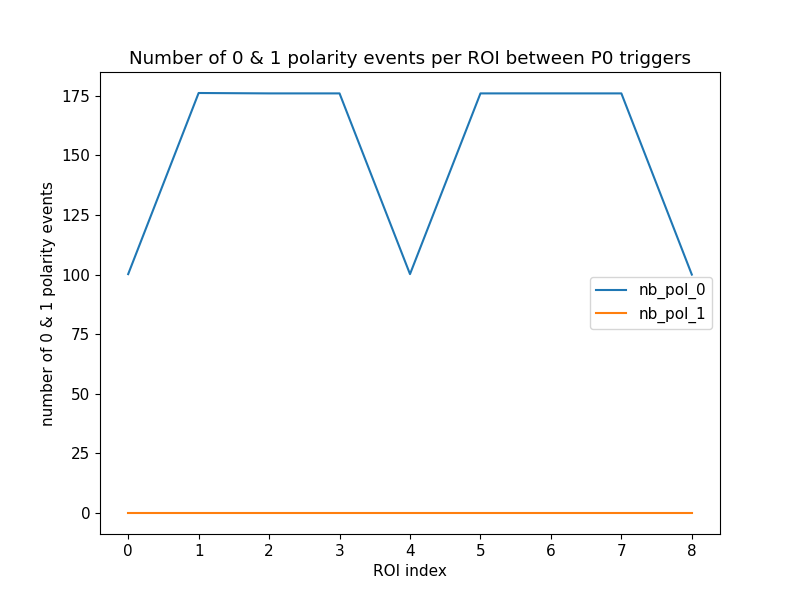 Number of 0 & 1 polarity events per ROI between P0 triggers
number of 0 & 1 polarity events
175
150
125
100
75
50
25
0
nb_pol_0
nb_pol_1
0 1 2 3 4 5 6 7 8
ROI index